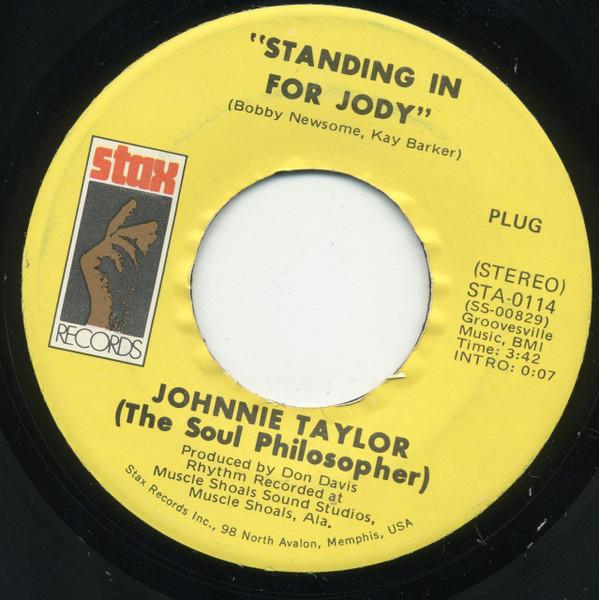 "STANDING IN
FOR JODY"
(Bobby Newsome, Kay Barker)
stax
RECORDS
PLUG
(STEREO)
STA-0114
(SS-00829)
Groovesville
Music, BMI
Time: 3:42
INTRO: 0:07
JOHNNIE TAYLOR
(The Soul Philosopher)
Produced by Don Davis
Rhythm Recorded at
Muscle Shoals Sound Studios,
Muscle Shoals, Ala.
Stax Records Inc., 98 North Avalon, Memphis, USA